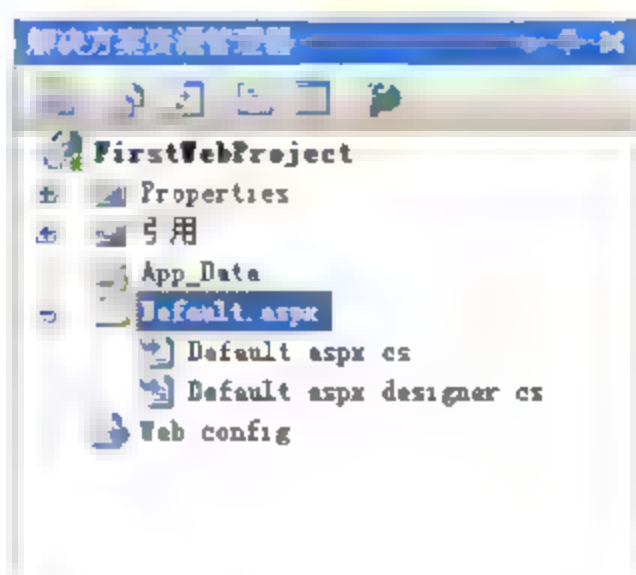 解决方案资源管理器
FirstWebProject
Properties
引用
App_Data
Default.aspx
Default.aspx.cs
Default.aspx.designer.cs
Web.config